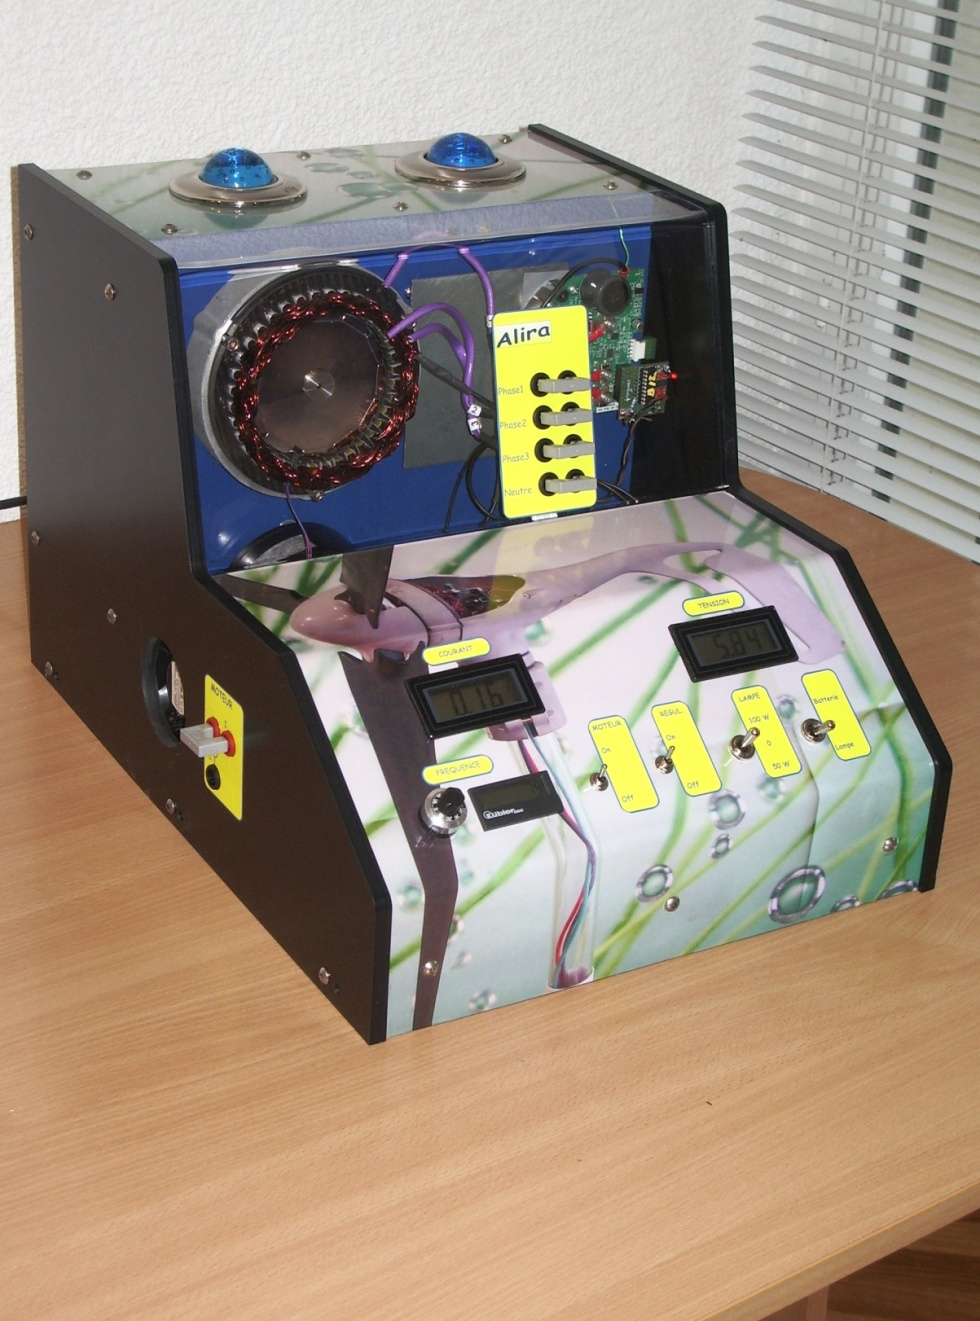 Alira
Phase1
Phase2
Phase3
Neutre
TENSION
5.84
COURANT
0.16
MOTEUR
On
Off
REGUL
On
Off
LAMPE
100 W
0
50 W
Batterie
Lampe
FREQUENCE
Kübler
MOTEUR